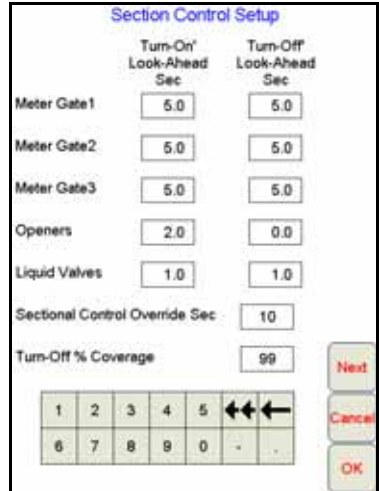 Section Control Setup
Turn-On' Look-Ahead Sec
Turn-Off' Look-Ahead Sec
Meter Gate1 5.0 5.0
Meter Gate2 5.0 5.0
Meter Gate3 5.0 5.0
Openers 2.0 0.0
Liquid Valves 1.0 1.0
Sectional Control Override Sec 10
Turn-Off % Coverage 99
Next
1 2 3 4 5
Cancel
6 7 8 9 0 - .
OK